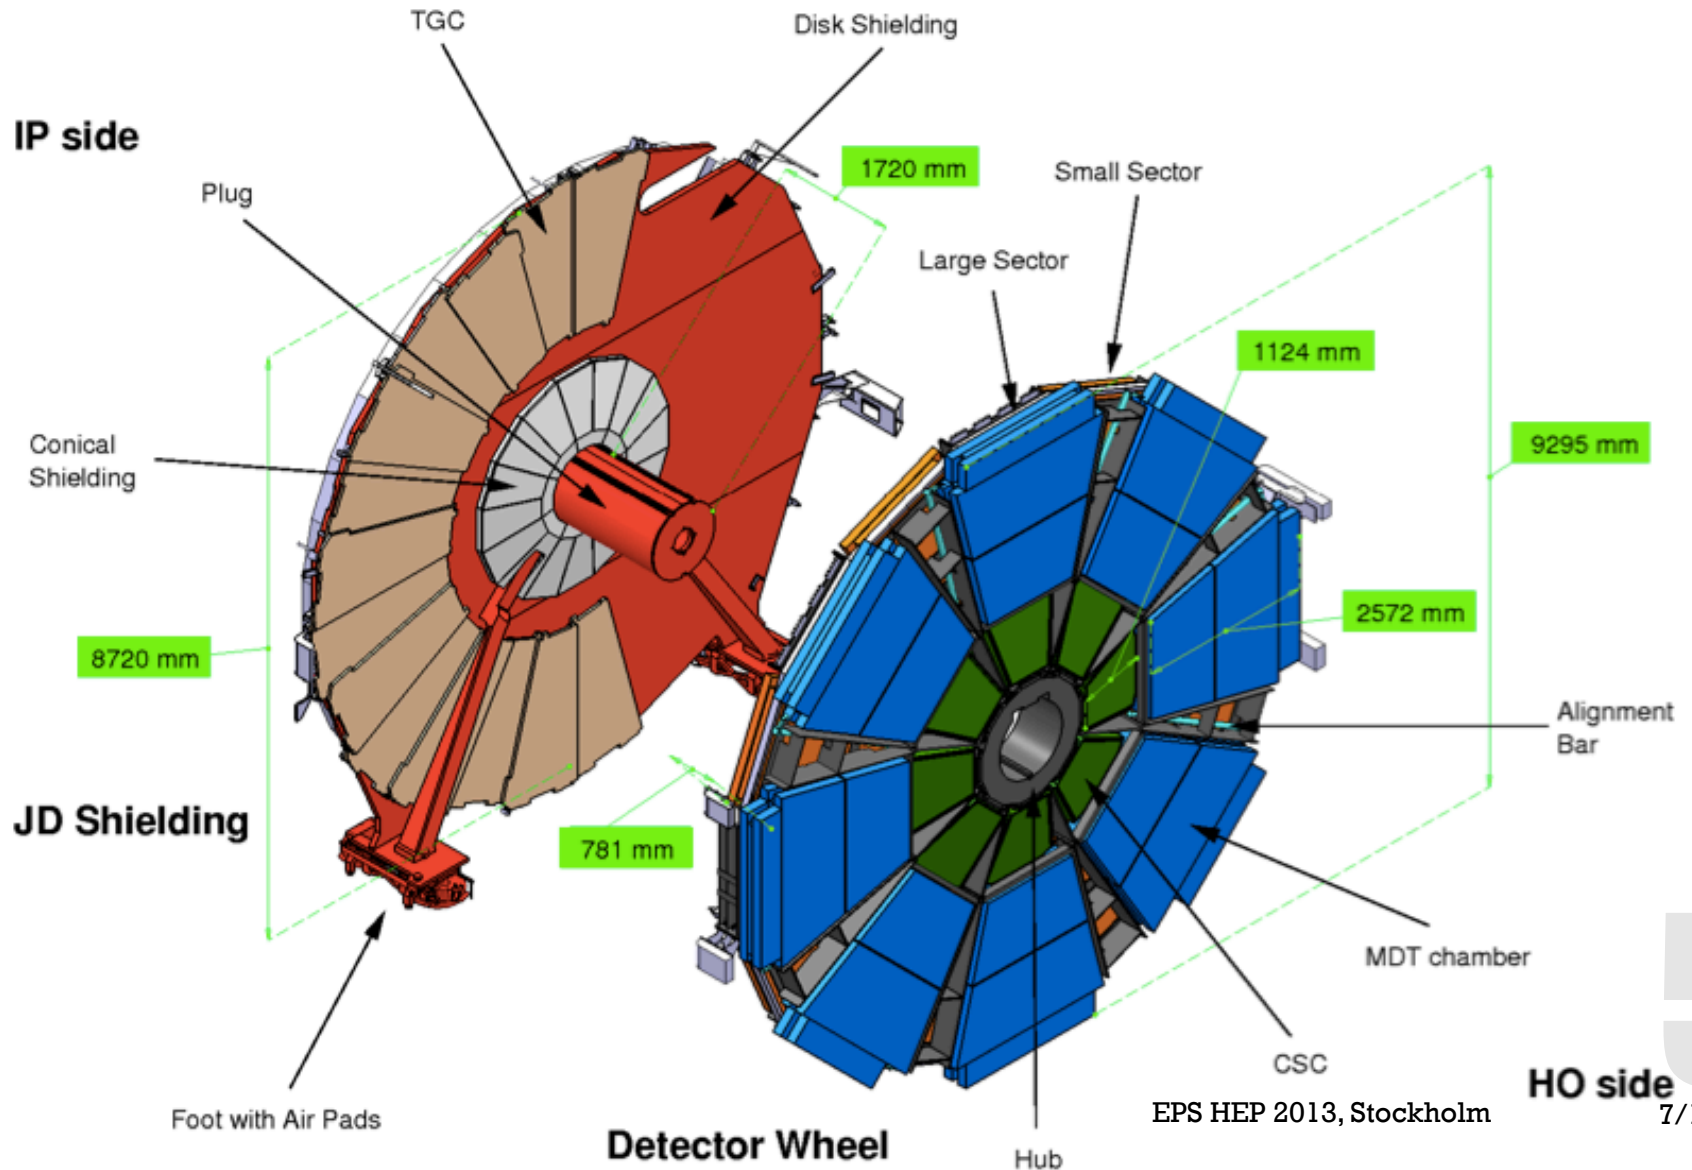 TGC
Disk Shielding
IP side
1720 mm
Small Sector
Plug
Large Sector
1124 mm
Conical
Shielding
9295 mm
2572 mm
8720 mm
Alignment
Bar
JD Shielding
781 mm
MDT chamber
CSC
HO side
Foot with Air Pads
EPS HEP 2013, Stockholm
Detector Wheel
Hub